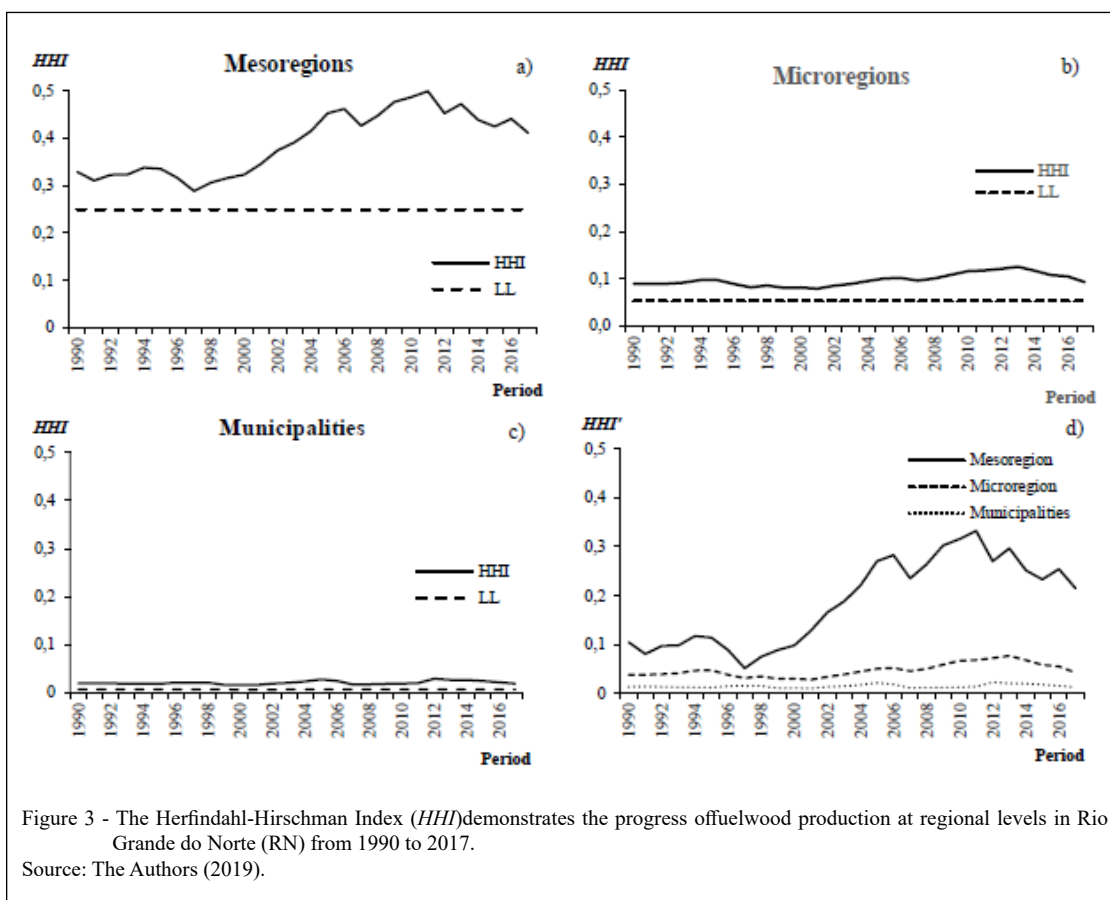 HHI
Mesoregions
a)
0,5
0,4
0,3
0,2
0,1
0
HHI
LL
1990
1992
1994
1996
1998
2000
2002
2004
2006
2008
2010
2012
2014
2016
Period
HHI
Microregions
b)
0,5
0,4
0,3
0,2
0,1
0,0
HHI
LL
1990
1992
1994
1996
1998
2000
2002
2004
2006
2008
2010
2012
2014
2016
Period
HHI
Municipalities
c)
0,5
0,4
0,3
0,2
0,1
0
HHI
LL
1990
1992
1994
1996
1998
2000
2002
2004
2006
2008
2010
2012
2014
2016
Period
HHI'
d)
0,5
0,4
0,3
0,2
0,1
0
Mesoregion
Microregion
Municipalities
1990
1992
1994
1996
1998
2000
2002
2004
2006
2008
2010
2012
2014
2016
Period
Figure 3 - The Herfindahl-Hirschman Index (HHI)demonstrates the progress offuelwood production at regional levels in Rio
Grande do Norte (RN) from 1990 to 2017.
Source: The Authors (2019).